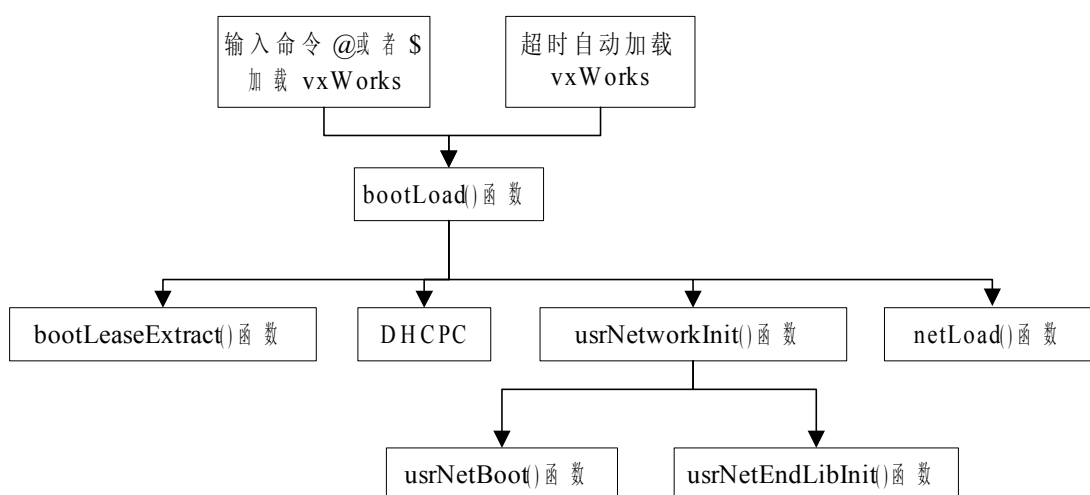 输入命令 @或者 $
加载 vxWorks
超时自动加载
vxWorks
bootLoad()函数
bootLeaseExtract()函数
DHCPC
usrNetworkInit()函数
netLoad()函数
usrNetBoot()函数
usrNetEndLibInit()函数